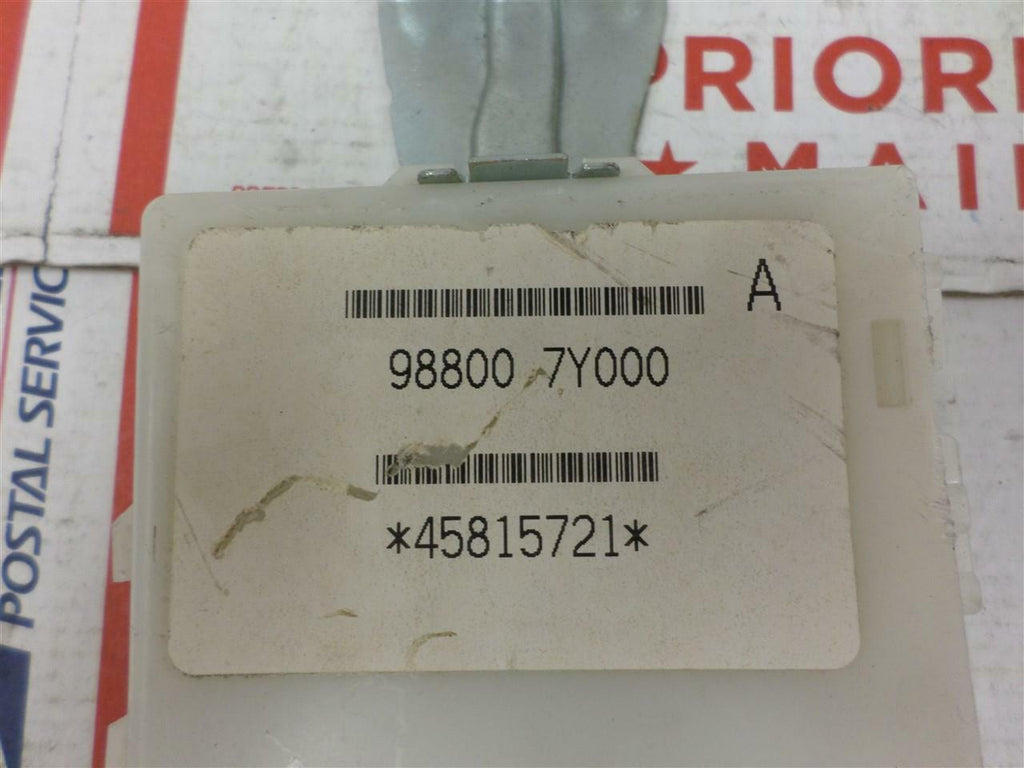 PRIORI
★ MAI
POSTAL SERVIC
A
98800 7Y000
*45815721*